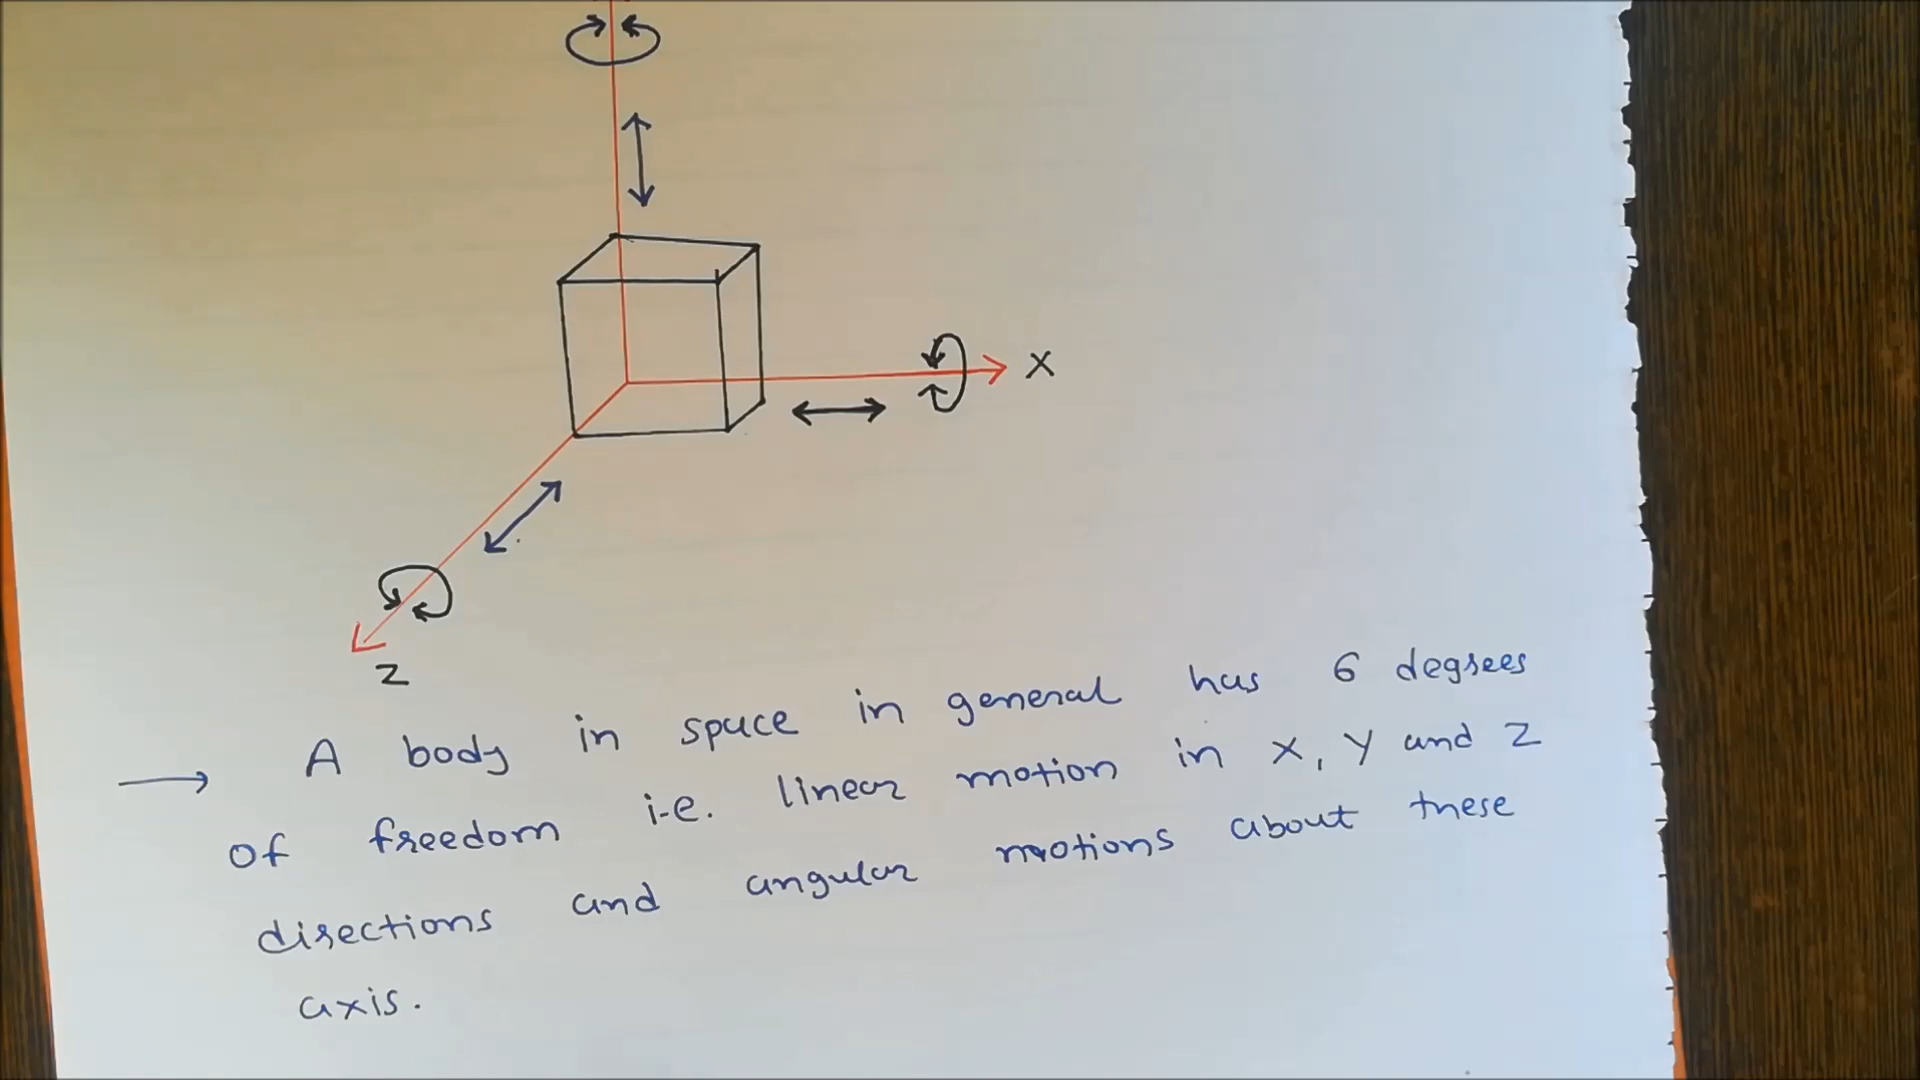 X
Z
A body in space in general has 6 degrees
of freedom i.e. linear motion in X, Y and Z
directions and angular motions about these
axis.